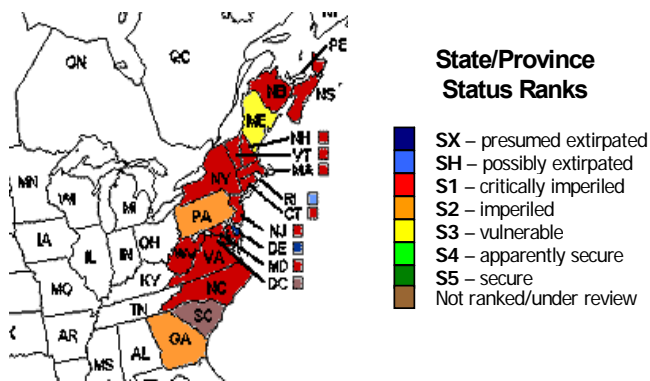 PE
ON
QC
NB
NS
ME
NH
VT
MA
MN
WI
NY
MI
RI
CT
PA
NJ
IA
OH
DE
IL
IN
WV
VA
MD
DC
MO
KY
NC
TN
SC
AR
GA
MS
AL
State/Province
Status Ranks
SX – presumed extirpated
SH – possibly extirpated
S1 – critically imperiled
S2 – imperiled
S3 – vulnerable
S4 – apparently secure
S5 – secure
Not ranked/under review